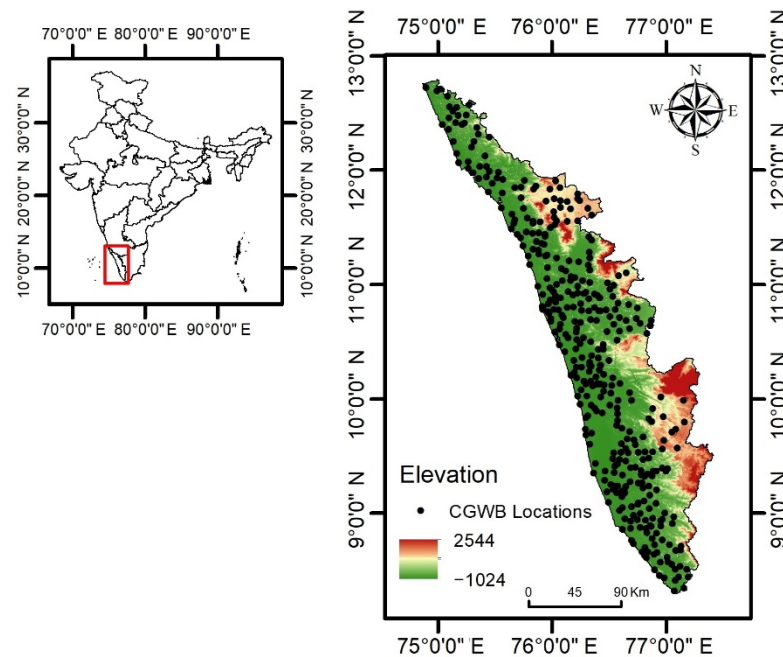 70°0'0" E 80°0'0" E 90°0'0" E
30°0'0" N
20°0'0" N
10°0'0" N
30°0'0" N
20°0'0" N
10°0'0" N
70°0'0" E 80°0'0" E 90°0'0" E
75°0'0" E 76°0'0" E 77°0'0" E
13°0'0" N
12°0'0" N
11°0'0" N
10°0'0" N
9°0'0" N
N
W E
S
Elevation
CGWB Locations
2544
−1024
0 45 90 Km
13°0'0" N
12°0'0" N
11°0'0" N
10°0'0" N
9°0'0" N
75°0'0" E 76°0'0" E 77°0'0" E